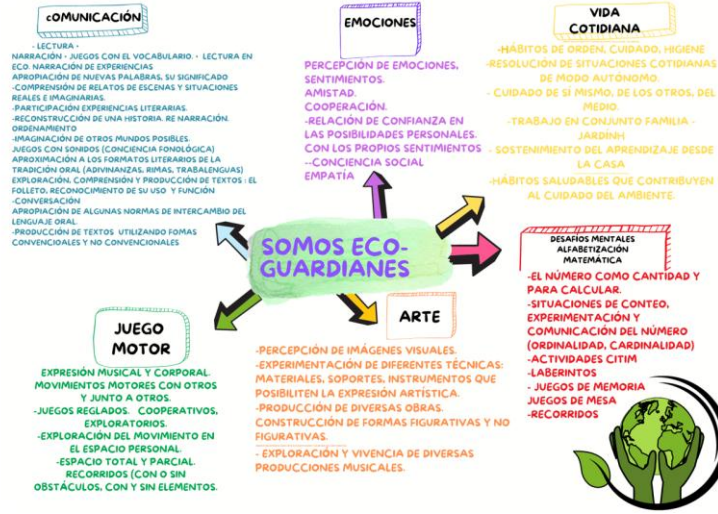 cOMUNICACIÓN
- LECTURA -
NARRACIÓN - JUEGOS CON EL VOCABULARIO. - LECTURA EN
ECO. NARRACIÓN DE EXPERIENCIAS
APROPIACIÓN DE NUEVAS PALABRAS, SU SIGNIFICADO
-COMPRENSIÓN DE RELATOS DE ESCENAS Y SITUACIONES
REALES E IMAGINARIAS.
-PARTICIPACIÓN EXPERIENCIAS LITERARIAS.
-RECONSTRUCCIÓN DE UNA HISTORIA. RE NARRACIÓN.
ORDENAMIENTO
-IMAGINACIÓN DE OTROS MUNDOS POSIBLES.
JUEGOS CON SONIDOS (CONCIENCIA FONOLÓGICA)
APROXIMACIÓN A LOS FORMATOS LITERARIOS DE LA
TRADICIÓN ORAL (ADIVINANZAS, RIMAS, TRABALENGUAS)
EXPLORACIÓN, COMPRENSIÓN Y PRODUCCIÓN DE TEXTOS : EL
FOLLETO, RECONOCIMIENTO DE SU USO Y FUNCIÓN
-CONVERSACIÓN
APROPIACIÓN DE ALGUNAS NORMAS DE INTERCAMBIO DEL
LENGUAJE ORAL.
-PRODUCCIÓN DE TEXTOS UTILIZANDO FOMAS
CONVENCIOALES Y NO CONVENCIONALES
EMOCIONES
PERCEPCIÓN DE EMOCIONES,
SENTIMIENTOS.
AMISTAD.
COOPERACIÓN.
-RELACIÓN DE CONFIANZA EN
LAS POSIBILIDADES PERSONALES.
CON LOS PROPIOS SENTIMIENTOS
--CONCIENCIA SOCIAL
EMPATÍA
VIDA
COTIDIANA
-HÁBITOS DE ORDEN, CUIDADO, HIGIENE
-RESOLUCIÓN DE SITUACIONES COTIDIANAS
DE MODO AUTÓNOMO.
- CUIDADO DE SÍ MISMO, DE LOS OTROS, DEL
MEDIO.
-TRABAJO EN CONJUNTO FAMILIA -
JARDÍNH
- SOSTENIMIENTO DEL APRENDIZAJE DESDE
LA CASA
-HÁBITOS SALUDABLES QUE CONTRIBUYEN
AL CUIDADO DEL AMBIENTE.
SOMOS ECO-
GUARDIANES
DESAFÍOS MENTALES
ALFABETIZACIÓN
MATEMÁTICA
-EL NÚMERO COMO CANTIDAD Y
PARA CALCULAR.
-SITUACIONES DE CONTEO,
EXPERIMENTACIÓN Y
COMUNICACIÓN DEL NÚMERO
(ORDINALIDAD, CARDINALIDAD)
-ACTIVIDADES CITIM
-LABERINTOS
- JUEGOS DE MEMORIA
JUEGOS DE MESA
-RECORRIDOS
JUEGO
MOTOR
EXPRESIÓN MUSICAL Y CORPORAL.
MOVIMIENTOS MOTORES CON OTROS
Y JUNTO A OTROS.
-JUEGOS REGLADOS. COOPERATIVOS,
EXPLORATORIOS.
-EXPLORACIÓN DEL MOVIMIENTO EN
EL ESPACIO PERSONAL.
-ESPACIO TOTAL Y PARCIAL.
RECORRIDOS (CON O SIN
OBSTÁCULOS, CON Y SIN ELEMENTOS.
ARTE
-PERCEPCIÓN DE IMÁGENES VISUALES.
-EXPERIMENTACIÓN DE DIFERENTES TÉCNICAS:
MATERIALES, SOPORTES, INSTRUMENTOS QUE
POSIBILITEN LA EXPRESIÓN ARTÍSTICA.
-PRODUCCIÓN DE DIVERSAS OBRAS.
CONSTRUCCIÓN DE FORMAS FIGURATIVAS Y NO
FIGURATIVAS.
- EXPLORACIÓN Y VIVENCIA DE DIVERSAS
PRODUCCIONES MUSICALES.